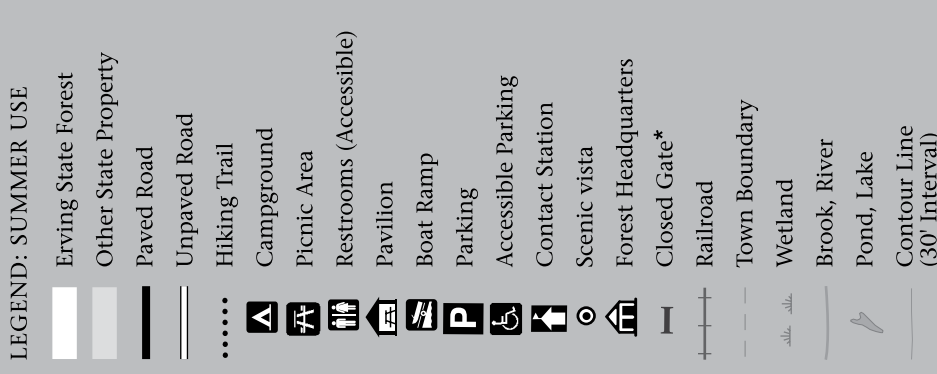 LEGEND: SUMMER USE
Erving State Forest
Other State Property
Paved Road
Unpaved Road
Hiking Trail
Campground
Picnic Area
Restrooms (Accessible)
Pavilion
Boat Ramp
P Parking
Accessible Parking
Contact Station
Scenic vista
Forest Headquarters
Closed Gate*
Railroad
Town Boundary
Wetland
Brook, River
Pond, Lake
Contour Line
(30' Interval)